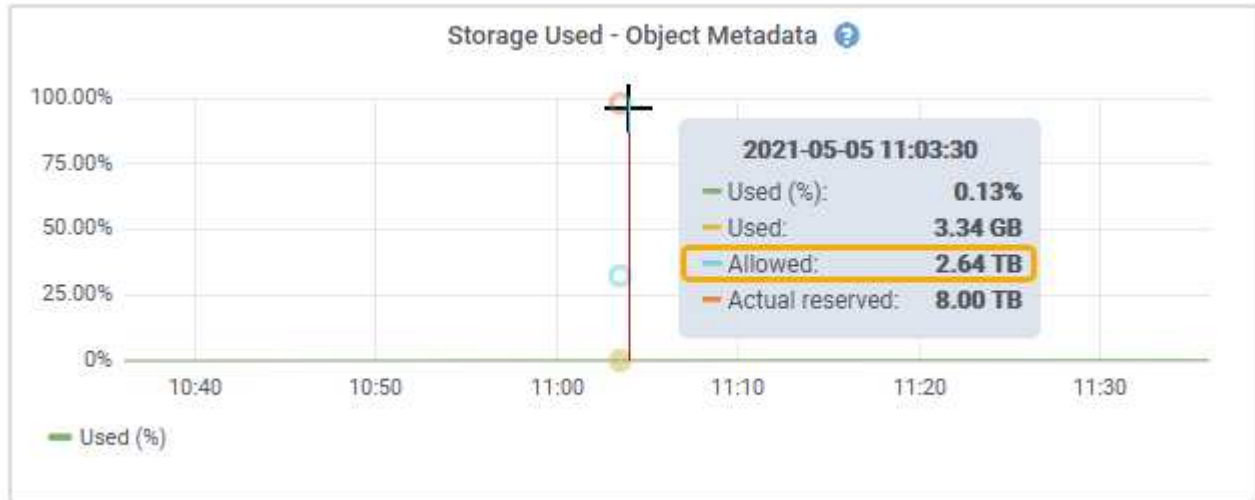 Storage Used - Object Metadata ?
100.00%
75.00%
50.00%
25.00%
0%
2021-05-05 11:03:30
Used (%): 0.13%
Used: 3.34 GB
Allowed: 2.64 TB
Actual reserved: 8.00 TB
10:40 10:50 11:00 11:10 11:20 11:30
Used (%)